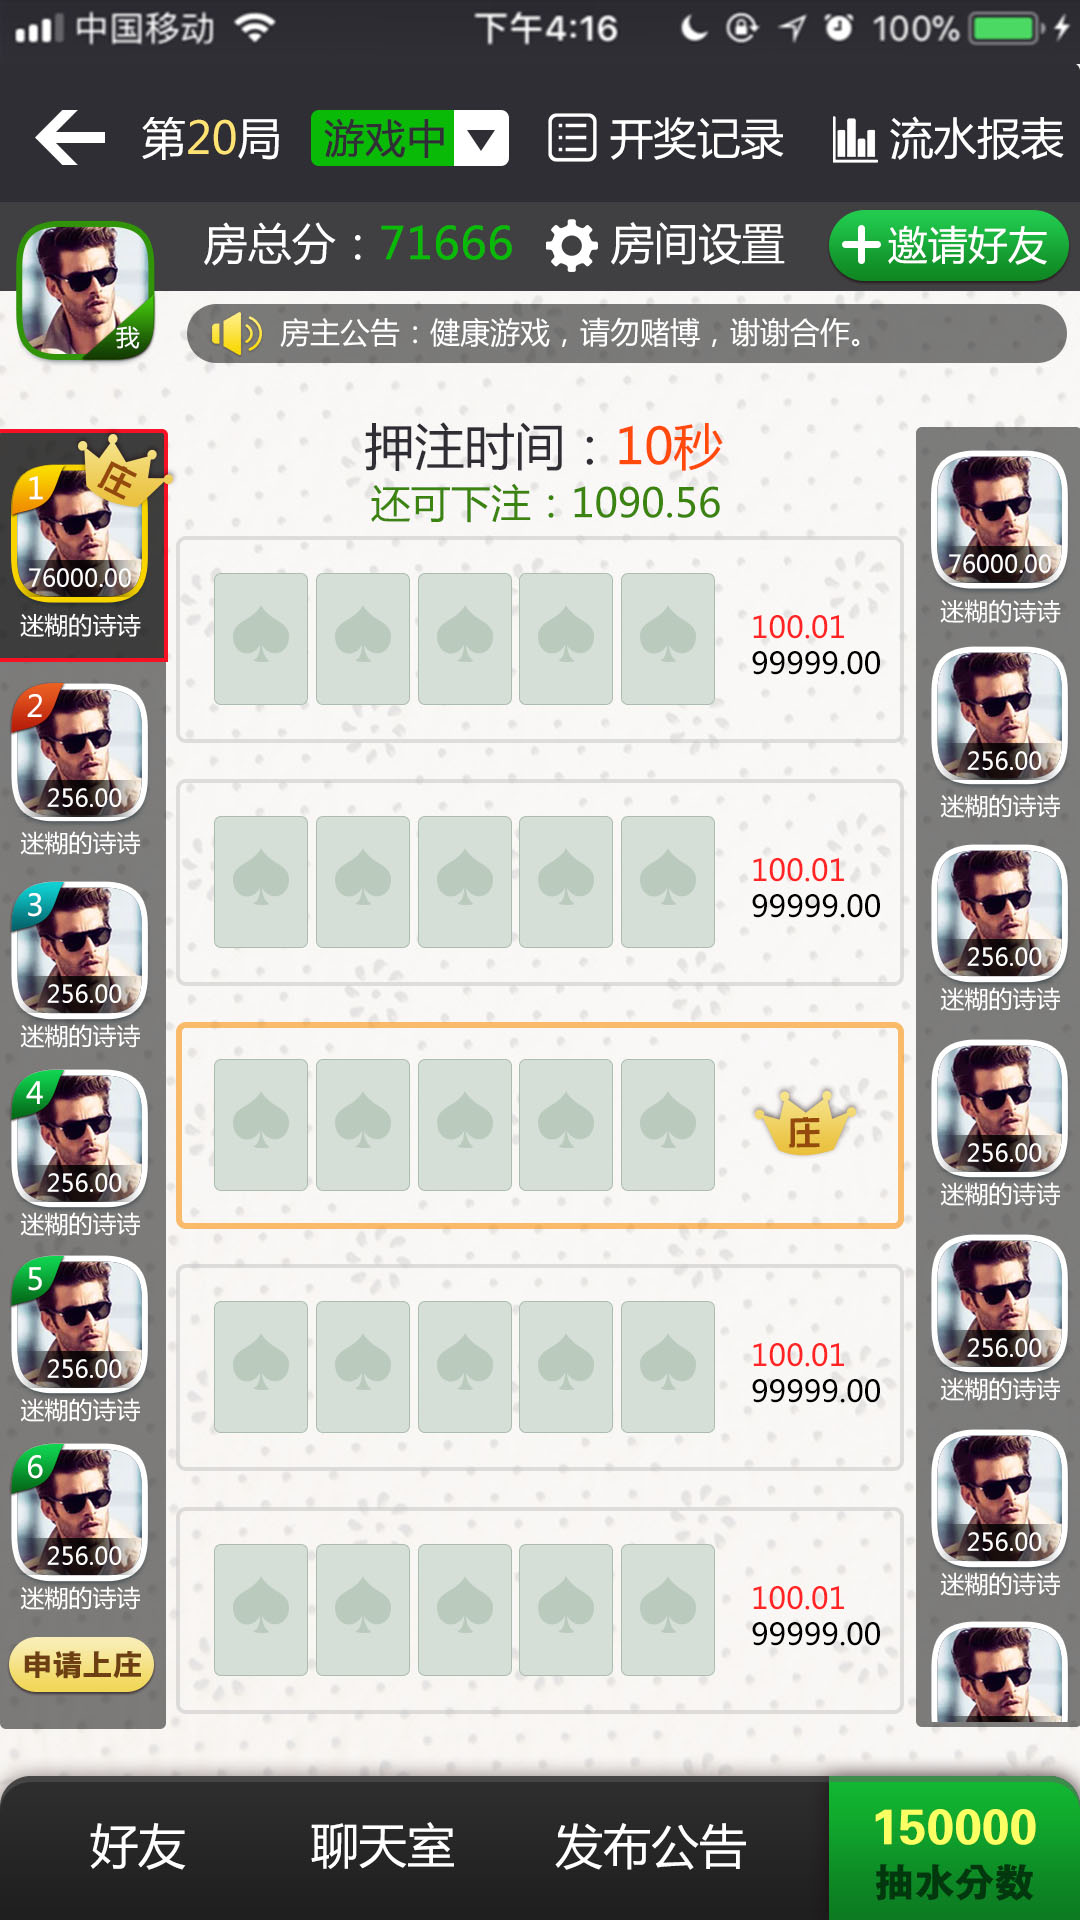 中国移动 下午4:16 100%
第20局 游戏中 开奖记录 流水报表
房总分：71666 房间设置 邀请好友
我
房主公告：健康游戏，请勿赌博，谢谢合作。
押注时间：10秒
还可下注：1090.56
1
庄
76000.00
迷糊的诗诗
2
256.00
迷糊的诗诗
3
256.00
迷糊的诗诗
4
256.00
迷糊的诗诗
5
256.00
迷糊的诗诗
6
256.00
迷糊的诗诗
申请上庄
100.01
99999.00
100.01
99999.00
庄
100.01
99999.00
100.01
99999.00
76000.00
迷糊的诗诗
256.00
迷糊的诗诗
256.00
迷糊的诗诗
256.00
迷糊的诗诗
256.00
迷糊的诗诗
256.00
迷糊的诗诗
好友 聊天室 发布公告
150000
抽水分数